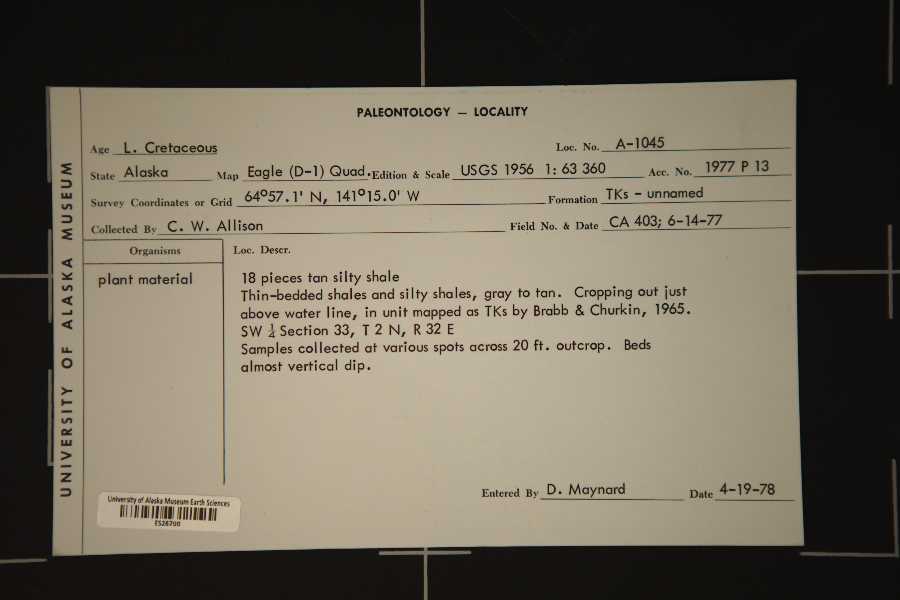 PALEONTOLOGY — LOCALITY
Age L. Cretaceous Loc. No. A-1045
State Alaska Map Eagle (D-1) Quad. Edition & Scale USGS 1956 1: 63 360 Acc. No. 1977 P 13
Survey Coordinates or Grid 64°57.1' N, 141°15.0' W Formation TKs - unnamed
Collected By C. W. Allison Field No. & Date CA 403; 6-14-77
Organisms Loc. Descr.
plant material
18 pieces tan silty shale
Thin-bedded shales and silty shales, gray to tan. Cropping out just
above water line, in unit mapped as TKs by Brabb & Churkin, 1965.
SW ¼ Section 33, T 2 N, R 32 E
Samples collected at various spots across 20 ft. outcrop. Beds
almost vertical dip.
Entered By D. Maynard Date 4-19-78
UNIVERSITY OF ALASKA MUSEUM
University of Alaska Museum Earth Sciences
ES26700